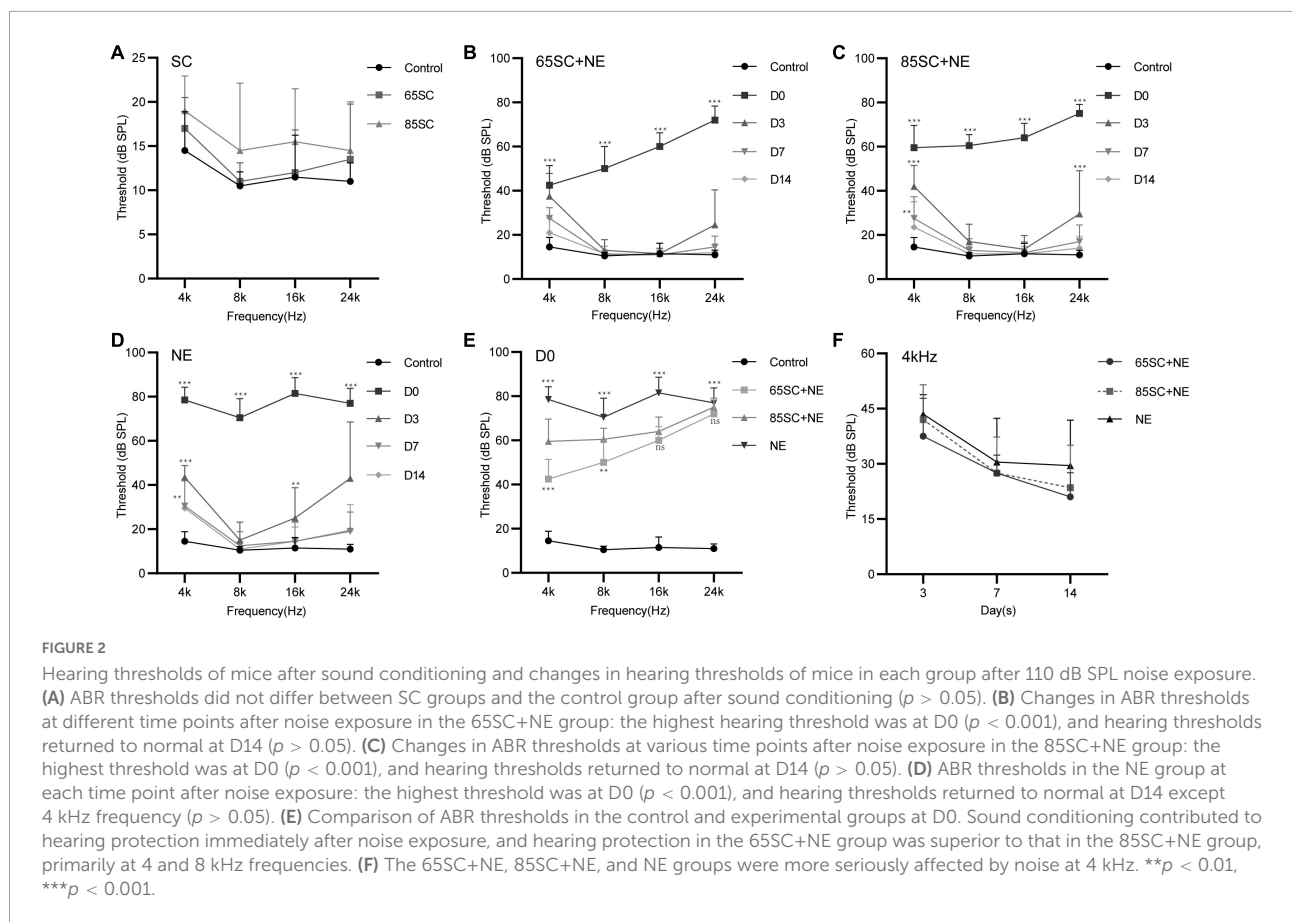 A
SC
Threshold (dB SPL)
25
20
15
10
5
0
4k 8k 16k 24k
Frequency(Hz)
Control
65SC
85SC
B
65SC+NE
Threshold (dB SPL)
100
80
60
40
20
0
*** *** *** ***
4k 8k 16k 24k
Frequency(Hz)
Control
D0
D3
D7
D14
C
85SC+NE
Threshold (dB SPL)
100
80
60
40
20
0
*** *** *** ***
*** ***
**
4k 8k 16k 24k
Frequency(Hz)
Control
D0
D3
D7
D14
D
NE
Threshold (dB SPL)
100
80
60
40
20
0
*** *** *** ***
*** **
**
4k 8k 16k 24k
Frequency(Hz)
Control
D0
D3
D7
D14
E
D0
Threshold (dB SPL)
100
80
60
40
20
0
*** *** *** ***
*** ** ns ns
4k 8k 16k 24k
Frequency(Hz)
Control
65SC+NE
85SC+NE
NE
F
4kHz
Threshold (dB SPL)
60
45
30
15
0
3 7 14
Day(s)
65SC+NE
85SC+NE
NE
FIGURE 2
Hearing thresholds of mice after sound conditioning and changes in hearing thresholds of mice in each group after 110 dB SPL noise exposure.
(A) ABR thresholds did not differ between SC groups and the control group after sound conditioning (p > 0.05). (B) Changes in ABR thresholds
at different time points after noise exposure in the 65SC+NE group: the highest hearing threshold was at D0 (p < 0.001), and hearing thresholds
returned to normal at D14 (p > 0.05). (C) Changes in ABR thresholds at various time points after noise exposure in the 85SC+NE group: the
highest threshold was at D0 (p < 0.001), and hearing thresholds returned to normal at D14 (p > 0.05). (D) ABR thresholds in the NE group at
each time point after noise exposure: the highest threshold was at D0 (p < 0.001), and hearing thresholds returned to normal at D14 except
4 kHz frequency (p > 0.05). (E) Comparison of ABR thresholds in the control and experimental groups at D0. Sound conditioning contributed to
hearing protection immediately after noise exposure, and hearing protection in the 65SC+NE group was superior to that in the 85SC+NE group,
primarily at 4 and 8 kHz frequencies. (F) The 65SC+NE, 85SC+NE, and NE groups were more seriously affected by noise at 4 kHz. **p < 0.01,
***p < 0.001.